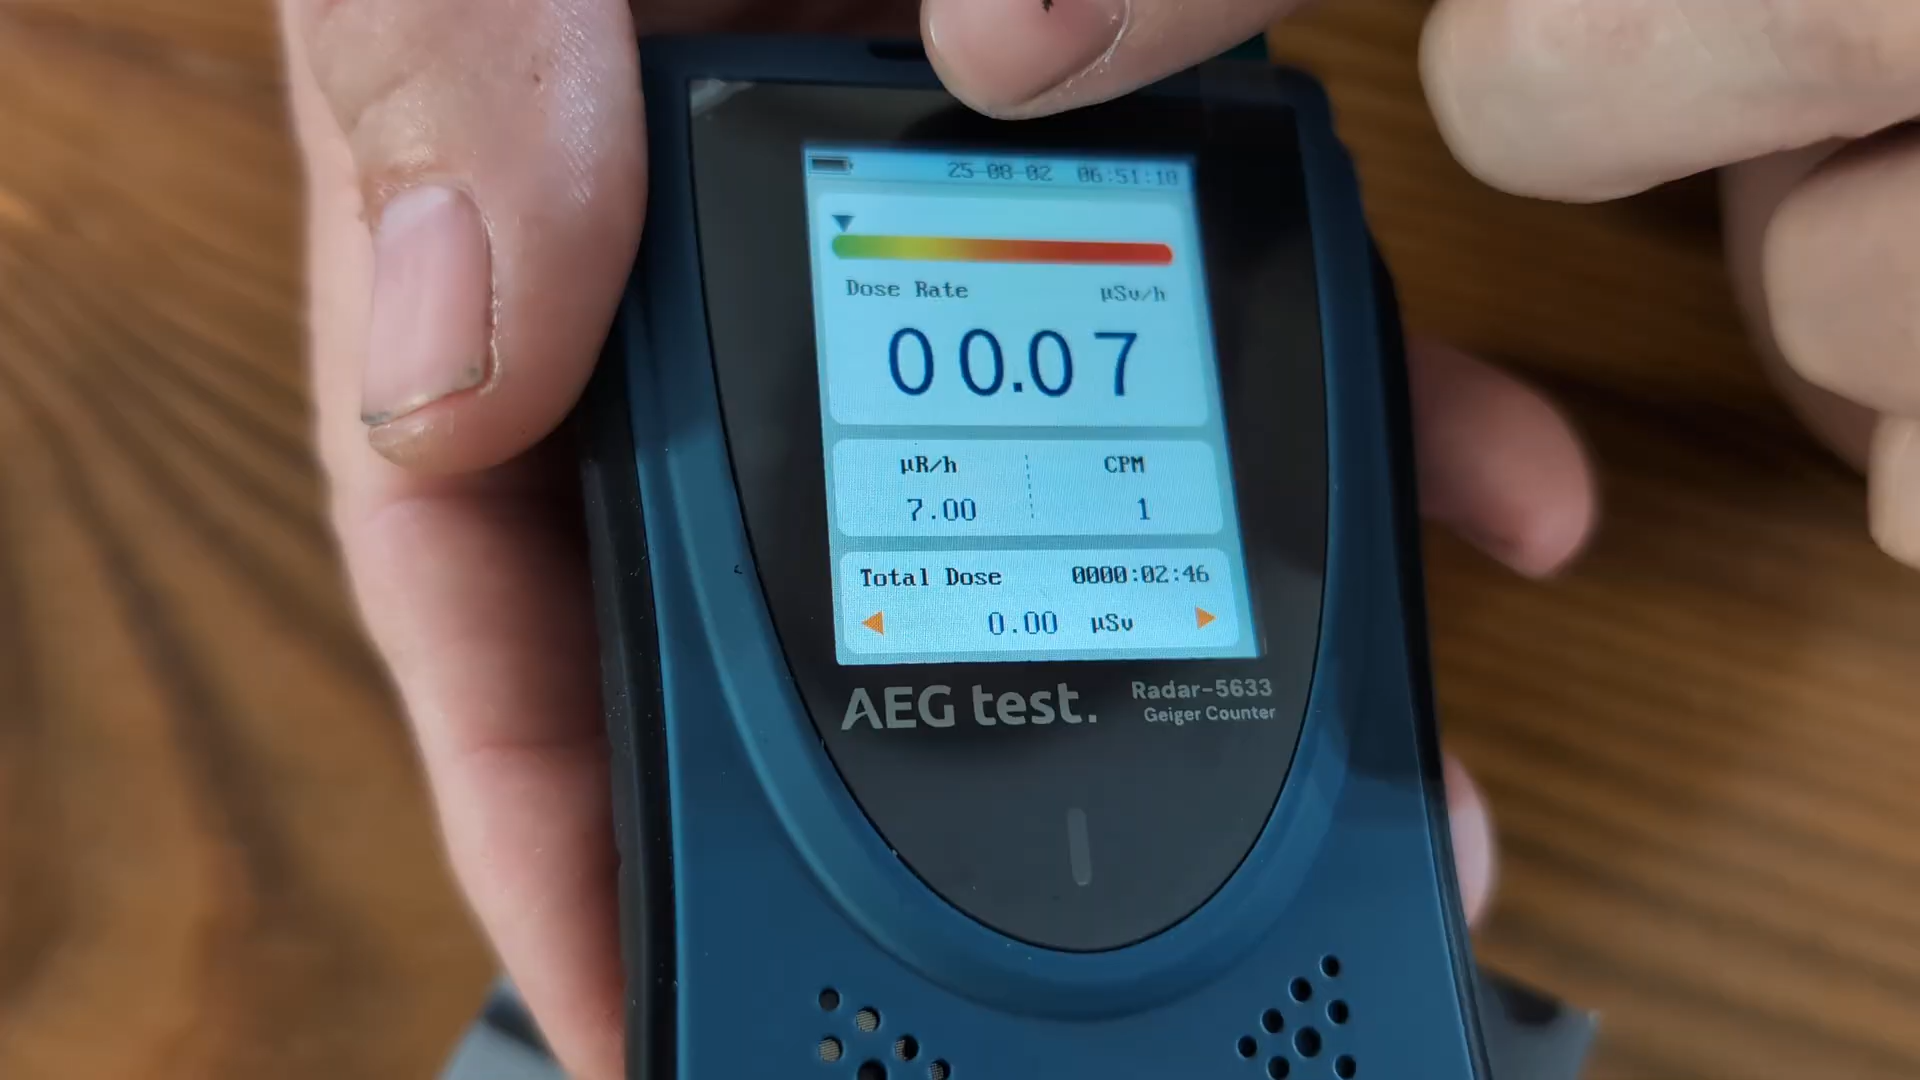 25-08-02 06:51:18
Dose Rate µSv/h
00.07
µR/h CPM
7.00 1
Total Dose 0000:02:46
0.00 µSv
AEG test. Radar-5633
Geiger Counter